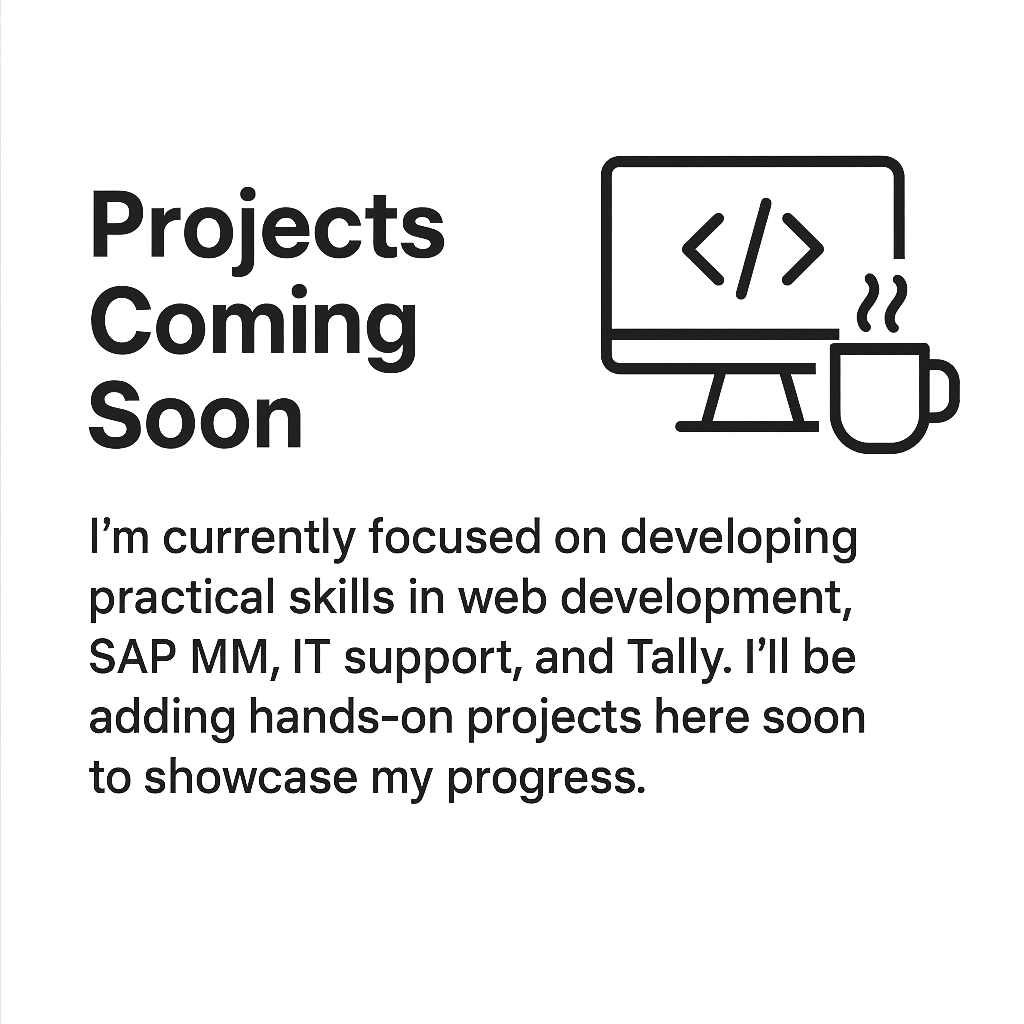 Projects
Coming
Soon
</>
I’m currently focused on developing
practical skills in web development,
SAP MM, IT support, and Tally. I’ll be
adding hands-on projects here soon
to showcase my progress.